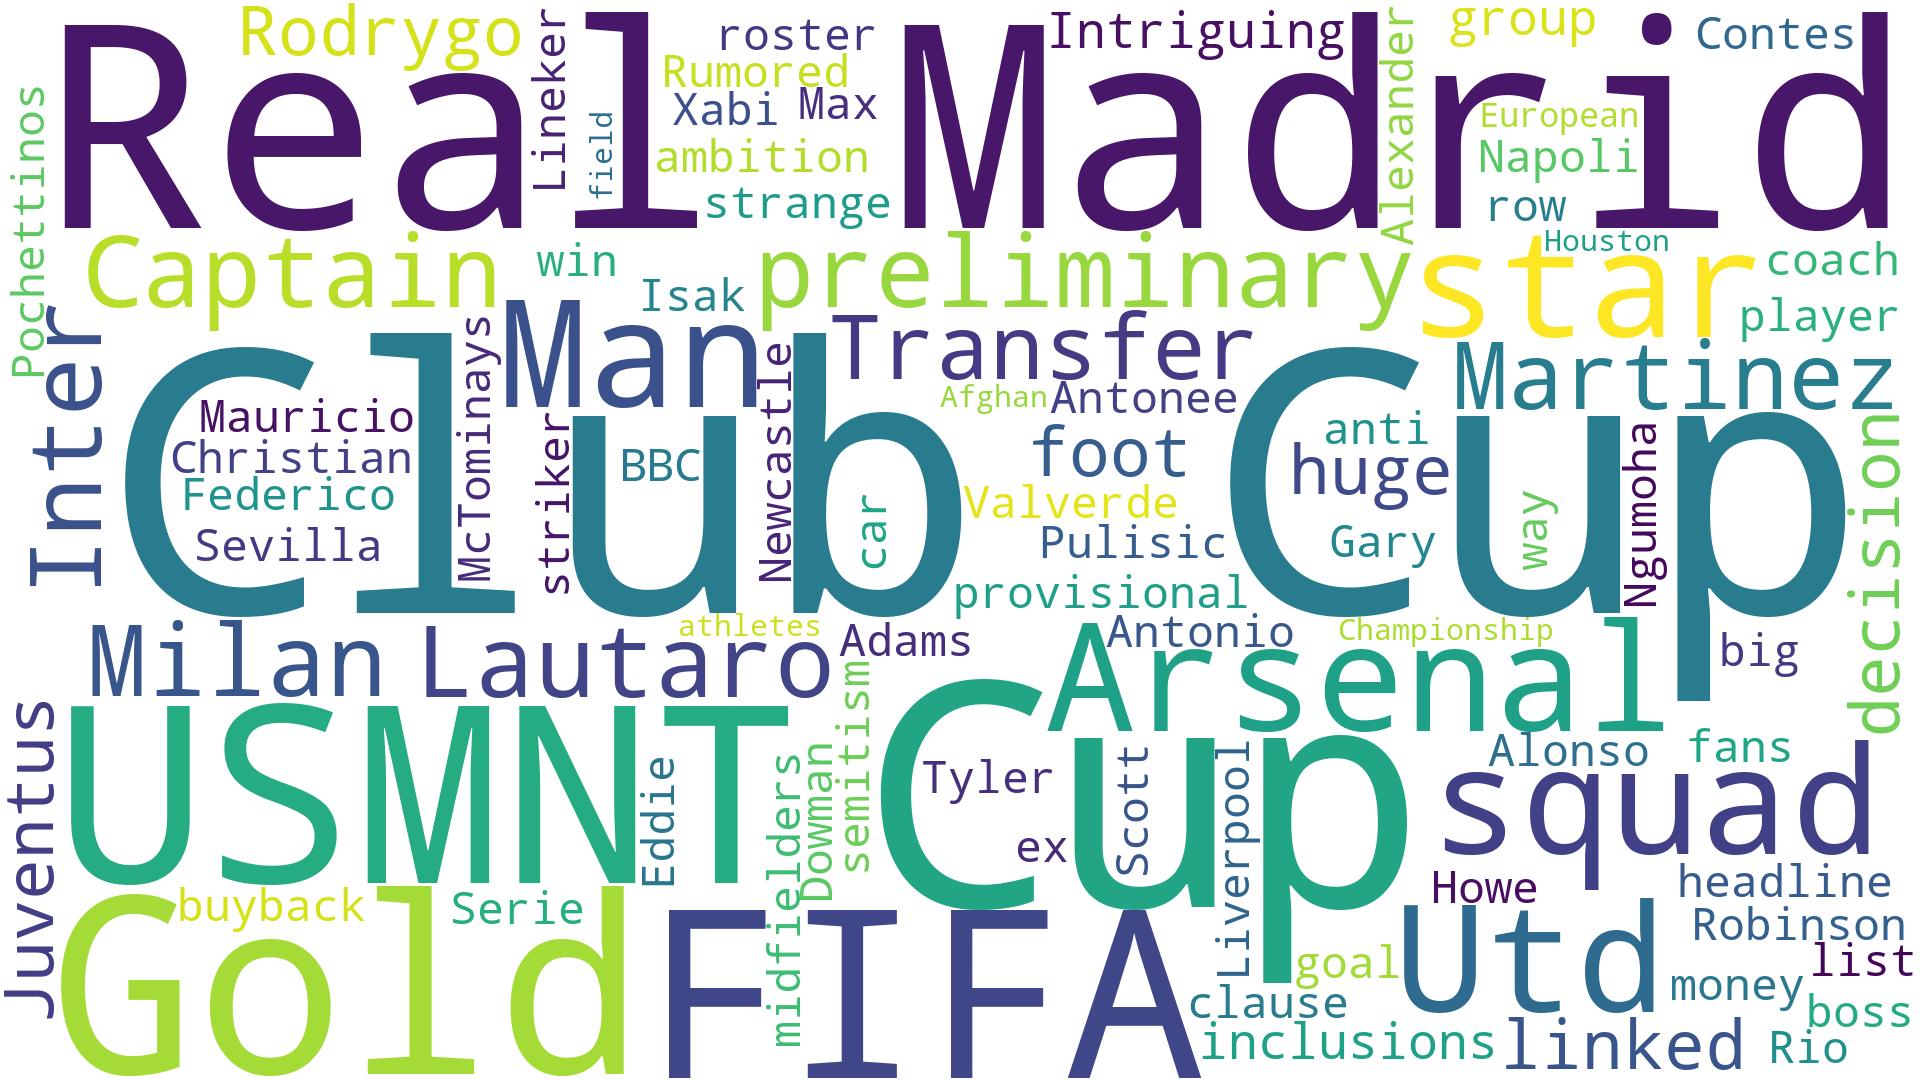 Real Madrid
Rodrygo
Lineker
field
roster
Rumored
Xabi
Max
ambition
strange
Intriguing
Alexander
group
Contes
European
Napoli
row
Houston
Pochettinos
Captain
win
Isak
preliminary
star
coach
player
Inter
Man
Transfer
Martinez
Club Cup
Mauricio
Christian
Federico
Sevilla
McTominays
striker
BBC
Newcastle
car
Afghan
Antonee
foot
Valverde
Pulisic
provisional
anti
huge
Gary
way
Ngumoha
decision
Milan
Lautaro
athletes
Adams
Antonio
Championship
Arsenal
big
Juventus
USMNT
Cup
Eddie
midfielders
Dowman
semitism
Tyler
ex
Scott
Liverpool
Alonso
fans
squad
Gold
buyback
Serie
FIFA
Howe
headline
Robinson
Utd
goal
list
money
clause
boss
inclusions
linked
Rio